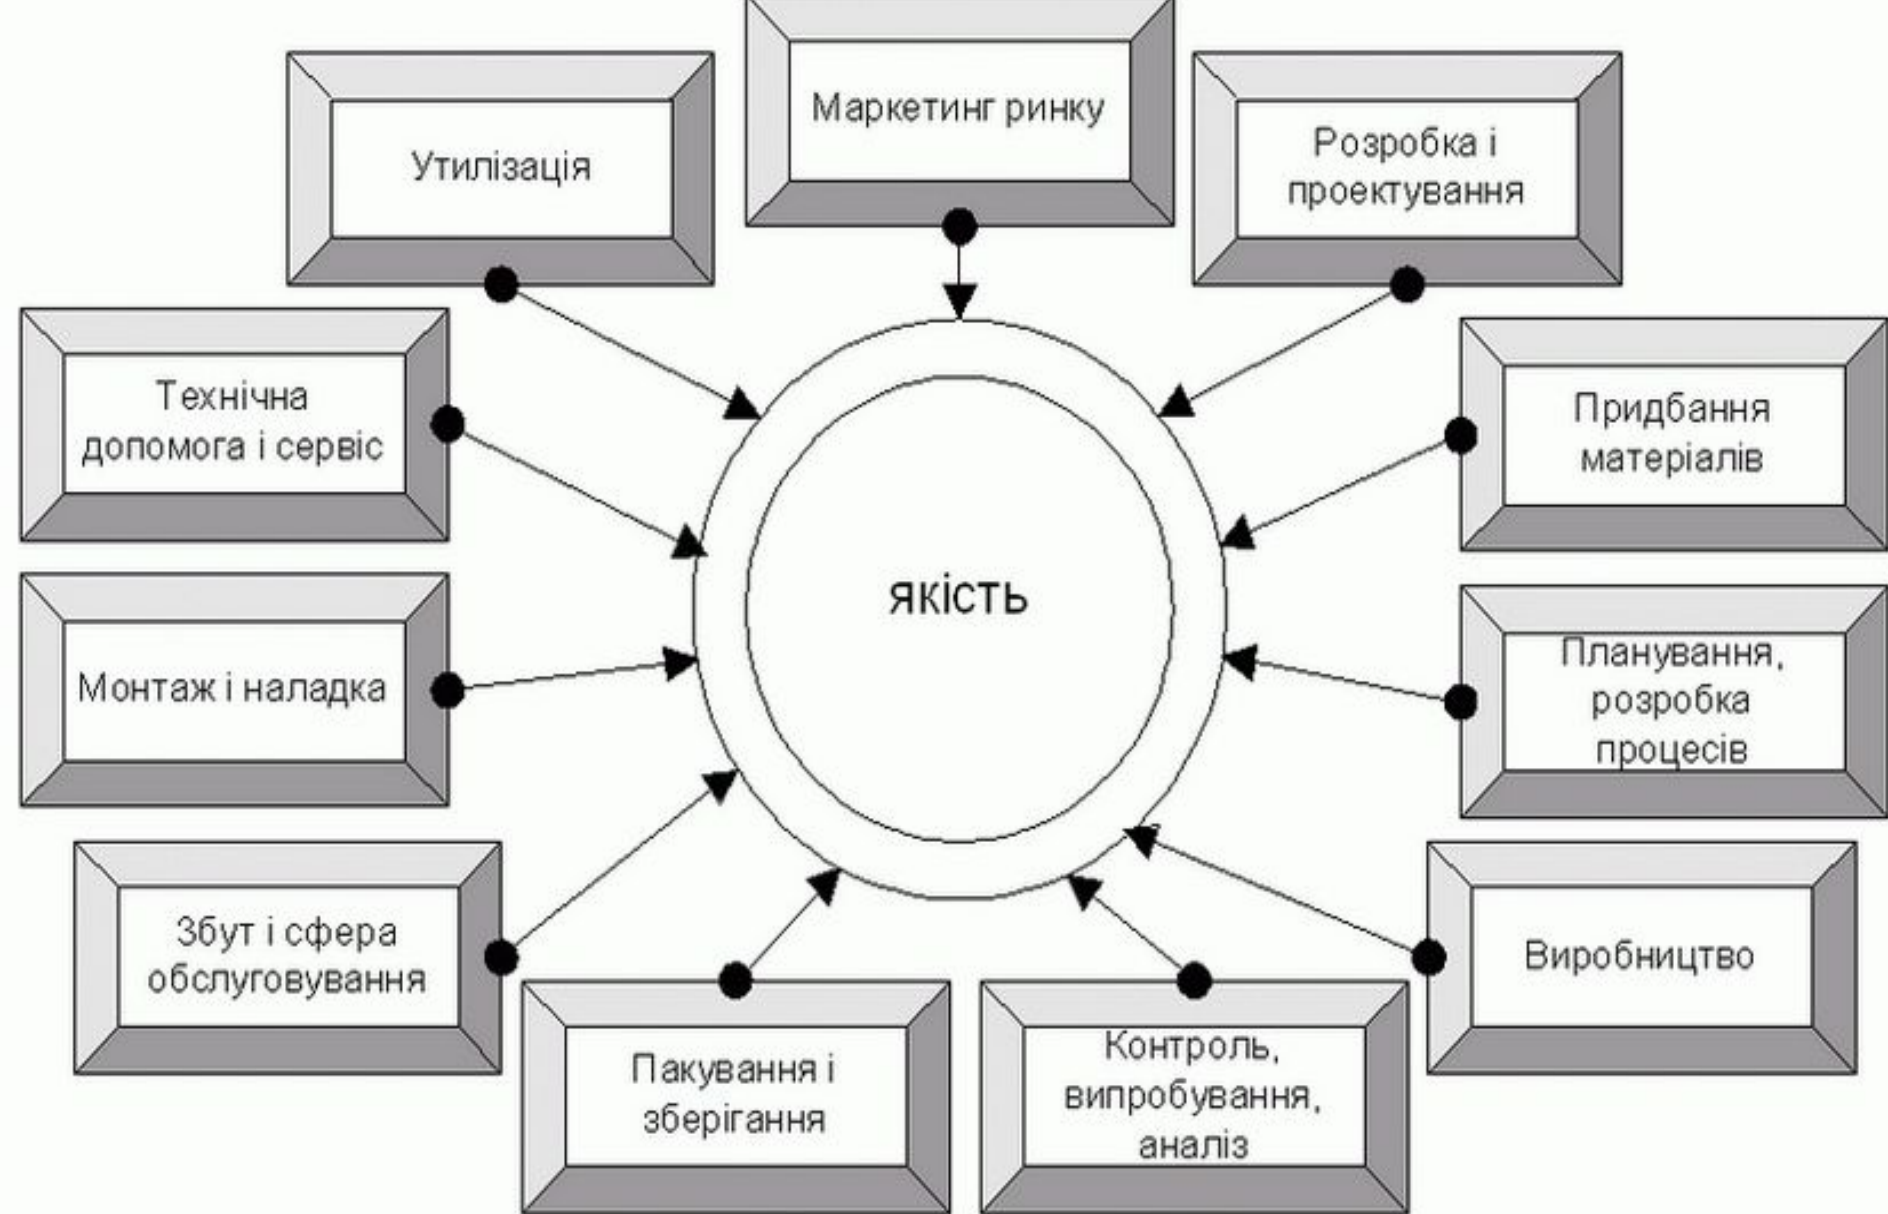 Маркетинг ринку
Розробка і
проектування
Придбання
матеріалів
Планування,
розробка
процесів
Виробництво
Контроль,
випробування,
аналіз
Пакування і
зберігання
Збут і сфера
обслуговування
Монтаж і наладка
Технічна
допомога і сервіс
Утилізація
якість